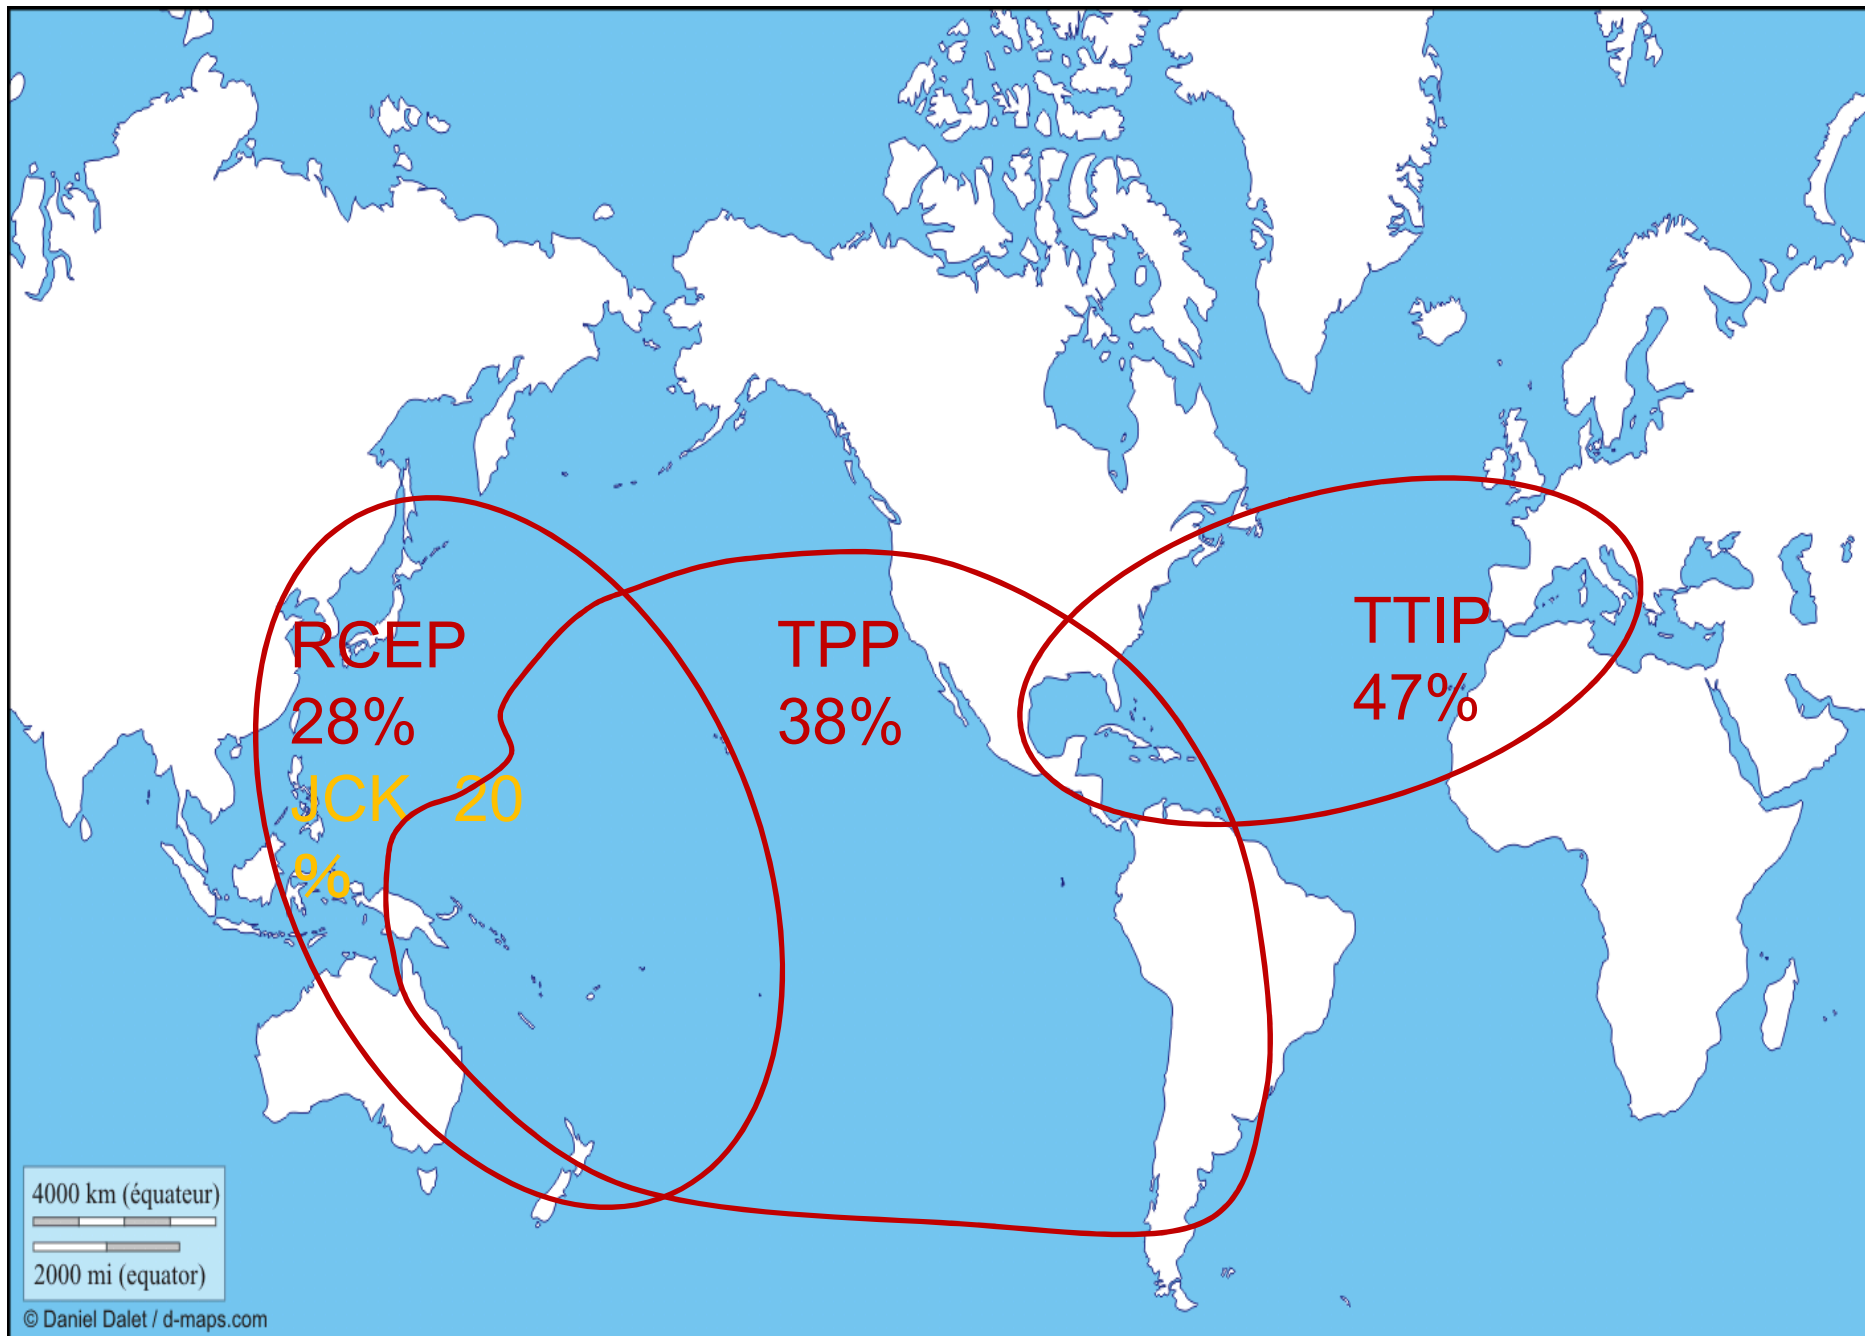 RCEP
28%
JCK 20
%
TPP
38%
TTIP
47%
4000 km (équateur)
2000 mi (equator)
© Daniel Dalet / d-maps.com